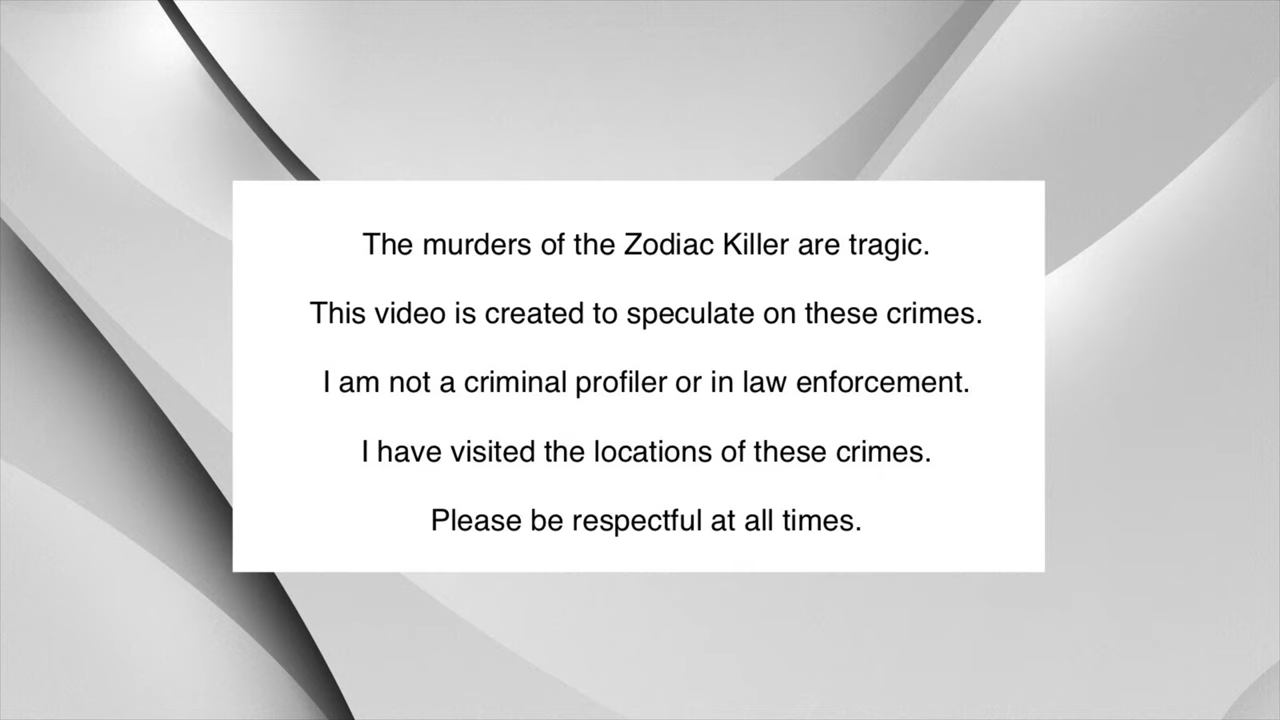 The murders of the Zodiac Killer are tragic.
This video is created to speculate on these crimes.
I am not a criminal profiler or in law enforcement.
I have visited the locations of these crimes.
Please be respectful at all times.